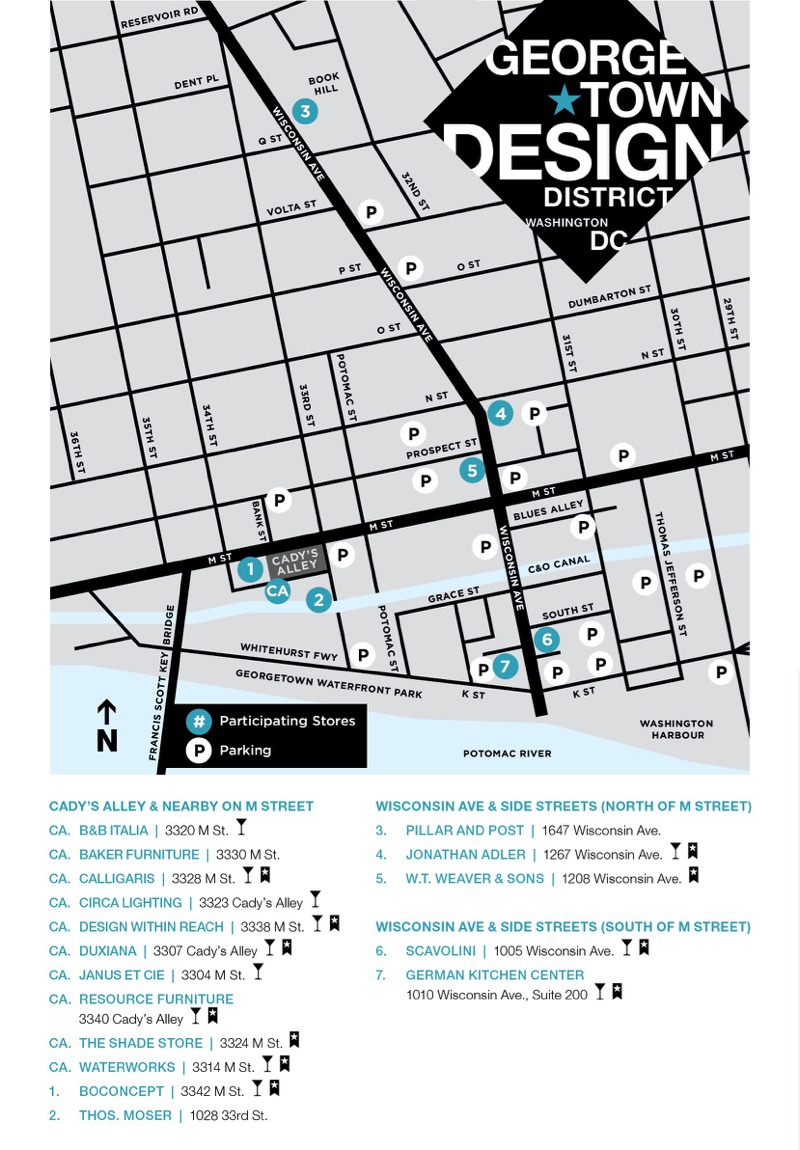 GEORGE
TOWN
DESIGN
DISTRICT
WASHINGTON
DC
RESERVOIR RD
DENT PL
BOOK
HILL
3
WISCONSIN AVE
Q ST
32ND ST
VOLTA ST
P
P ST
P
O ST
WISCONSIN AVE
DUMBARTON ST
30TH ST
29TH ST
O ST
31ST ST
N ST
POTOMAC ST
33RD ST
34TH ST
35TH ST
36TH ST
N ST
4
P
P
PROSPECT ST
5
P
P
P
M ST
M ST
P
BANK ST
M ST
BLUES ALLEY
P
THOMAS JEFFERSON ST
M ST
CADY'S
ALLEY
P
P
WISCONSIN AVE
1
CA
2
C&O CANAL
P
P
GRACE ST
SOUTH ST
POTOMAC ST
6
P
FRANCIS SCOTT KEY BRIDGE
WHITEHURST FWY
P
P
7
P
P
P
GEORGETOWN WATERFRONT PARK
K ST
K ST
N
# Participating Stores
P Parking
POTOMAC RIVER
WASHINGTON
HARBOUR
CADY'S ALLEY & NEARBY ON M STREET
CA. B&B ITALIA | 3320 M St.
CA. BAKER FURNITURE | 3330 M St.
CA. CALLIGARIS | 3328 M St.
CA. CIRCA LIGHTING | 3323 Cady's Alley
CA. DESIGN WITHIN REACH | 3338 M St.
CA. DUXIANA | 3307 Cady's Alley
CA. JANUS ET CIE | 3304 M St.
CA. RESOURCE FURNITURE
3340 Cady's Alley
CA. THE SHADE STORE | 3324 M St.
CA. WATERWORKS | 3314 M St.
1. BOCONCEPT | 3342 M St.
2. THOS. MOSER | 1028 33rd St.
WISCONSIN AVE & SIDE STREETS (NORTH OF M STREET)
3. PILLAR AND POST | 1647 Wisconsin Ave.
4. JONATHAN ADLER | 1267 Wisconsin Ave.
5. W.T. WEAVER & SONS | 1208 Wisconsin Ave.
WISCONSIN AVE & SIDE STREETS (SOUTH OF M STREET)
6. SCAVOLINI | 1005 Wisconsin Ave.
7. GERMAN KITCHEN CENTER
1010 Wisconsin Ave., Suite 200